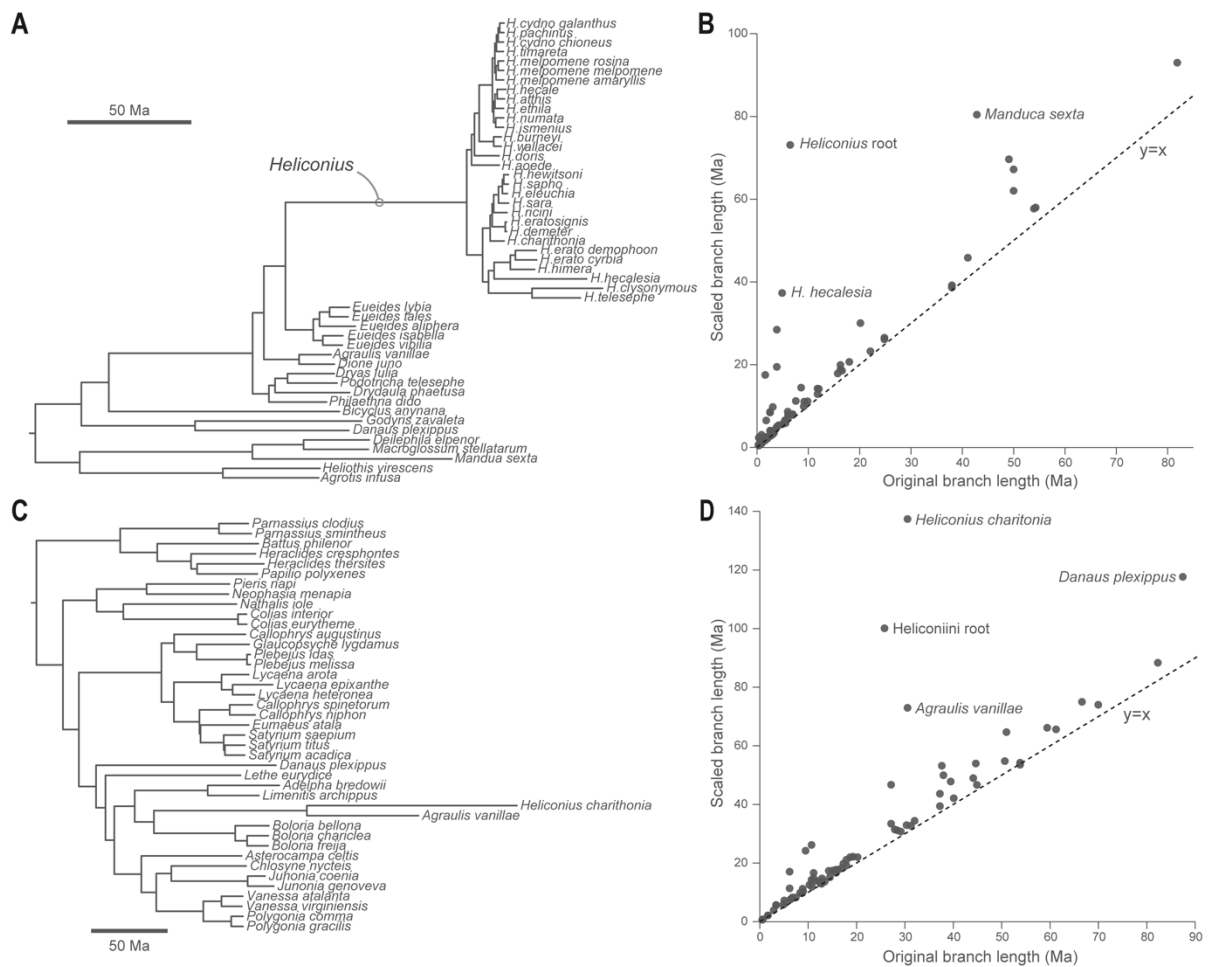 A
50 Ma
Heliconius
H.cydno galanthus
H.pachinus
H.cydno chioneus
H.timareta
H.melpomene rosina
H.melpomene melpomene
H.melpomene amaryllis
H.hecale
H.atthis
H.ethila
H.numata
H.ismenius
H.burneyi
H.wallacei
H.doris
H.aoede
H.hewitsoni
H.sapho
H.eleuchia
H.sara
H.ricini
H.eratosignis
H.demeter
H.charithonia
H.erato demophoon
H.erato cyrbia
H.himera
H.hecalesia
H.clysonymous
H.telesephe
Eueides lybia
Eueides tales
Eueides aliphera
Eueides isabella
Eueides vibilia
Agraulis vanillae
Dione juno
Dryas iulia
Podotricha telesephe
Drydaula phaetusa
Philaethria dido
Bicyclus anynana
Godyris zavaleta
Danaus plexippus
Deilephila elpenor
Macroglossum stellatarum
Mandua sexta
Heliothis virescens
Agrotis infusa
B
Scaled branch length (Ma)
100
80
60
40
20
0
Manduca sexta
Heliconius root
y=x
H. hecalesia
0 10 20 30 40 50 60 70 80
Original branch length (Ma)
C
Parnassius clodius
Parnassius smintheus
Battus philenor
Heraclides cresphontes
Heraclides thersites
Papilio polyxenes
Pieris napi
Neophasia menapia
Nathalis iole
Colias interior
Colias eurytheme
Callophrys augustinus
Glaucopsyche lygdamus
Plebejus idas
Plebejus melissa
Lycaena arota
Lycaena epixanthe
Lycaena heteronea
Callophrys spinetorum
Callophrys niphon
Eumaeus atala
Satyrium saepium
Satyrium titus
Satyrium acadica
Danaus plexippus
Lethe eurydice
Adelpha bredowii
Limenitis archippus
Heliconius charithonia
Agraulis vanillae
Boloria bellona
Boloria chariclea
Boloria freija
Asterocampa celtis
Chlosyne nycteis
Junonia coenia
Junonia genoveva
Vanessa atalanta
Vanessa virginiensis
Polygonia comma
Polygonia gracilis
50 Ma
D
Scaled branch length (Ma)
140
120
100
80
60
40
20
0
Heliconius charitonia
Danaus plexippus
Heliconiini root
Agraulis vanillae
y=x
0 10 20 30 40 50 60 70 80 90
Original branch length (Ma)